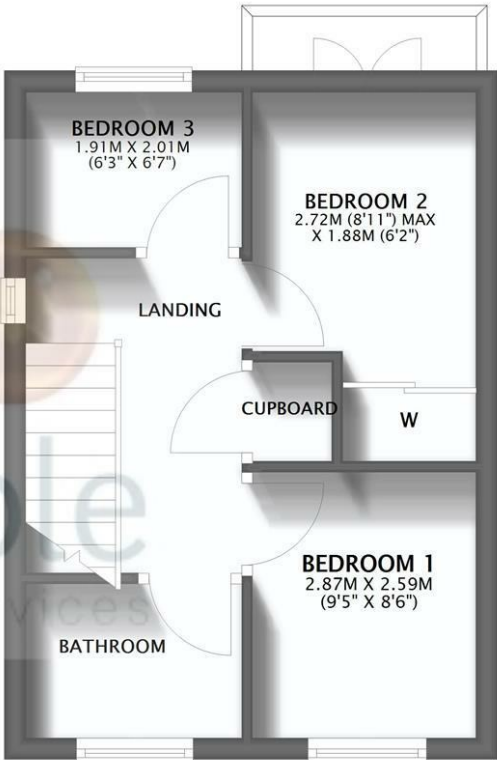 BEDROOM 3
1.91M X 2.01M
(6'3" X 6'7")
BEDROOM 2
2.72M (8'11") MAX
X 1.88M (6'2")
LANDING
CUPBOARD
W
BEDROOM 1
2.87M X 2.59M
(9'5" X 8'6")
BATHROOM